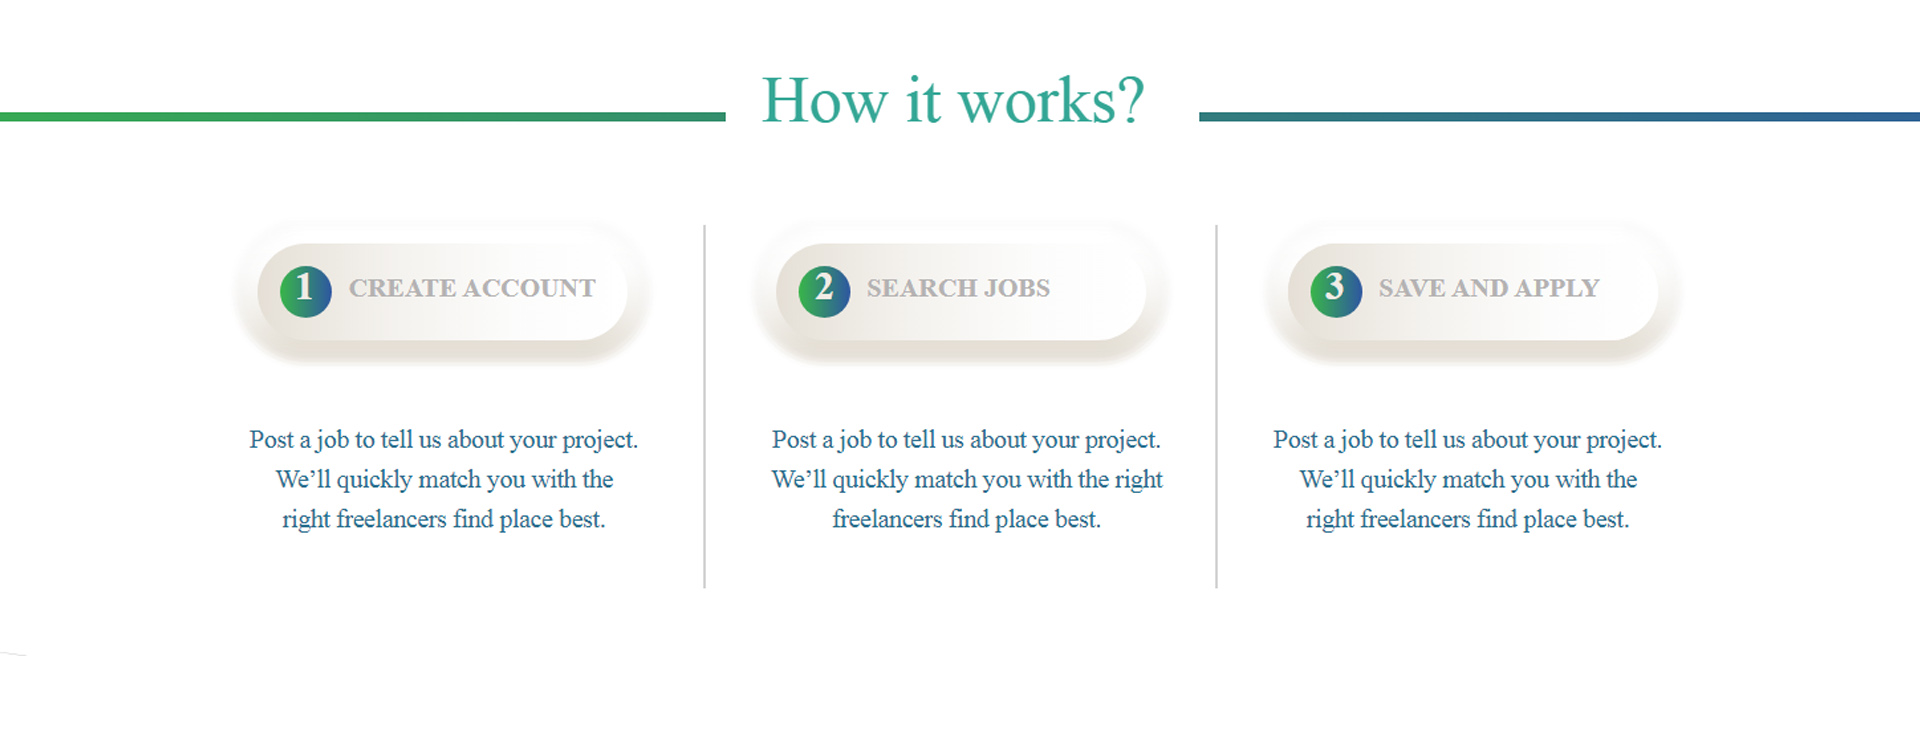 How it works?
1 CREATE ACCOUNT
Post a job to tell us about your project.
We’ll quickly match you with the
right freelancers find place best.
2 SEARCH JOBS
Post a job to tell us about your project.
We’ll quickly match you with the right
freelancers find place best.
3 SAVE AND APPLY
Post a job to tell us about your project.
We’ll quickly match you with the
right freelancers find place best.